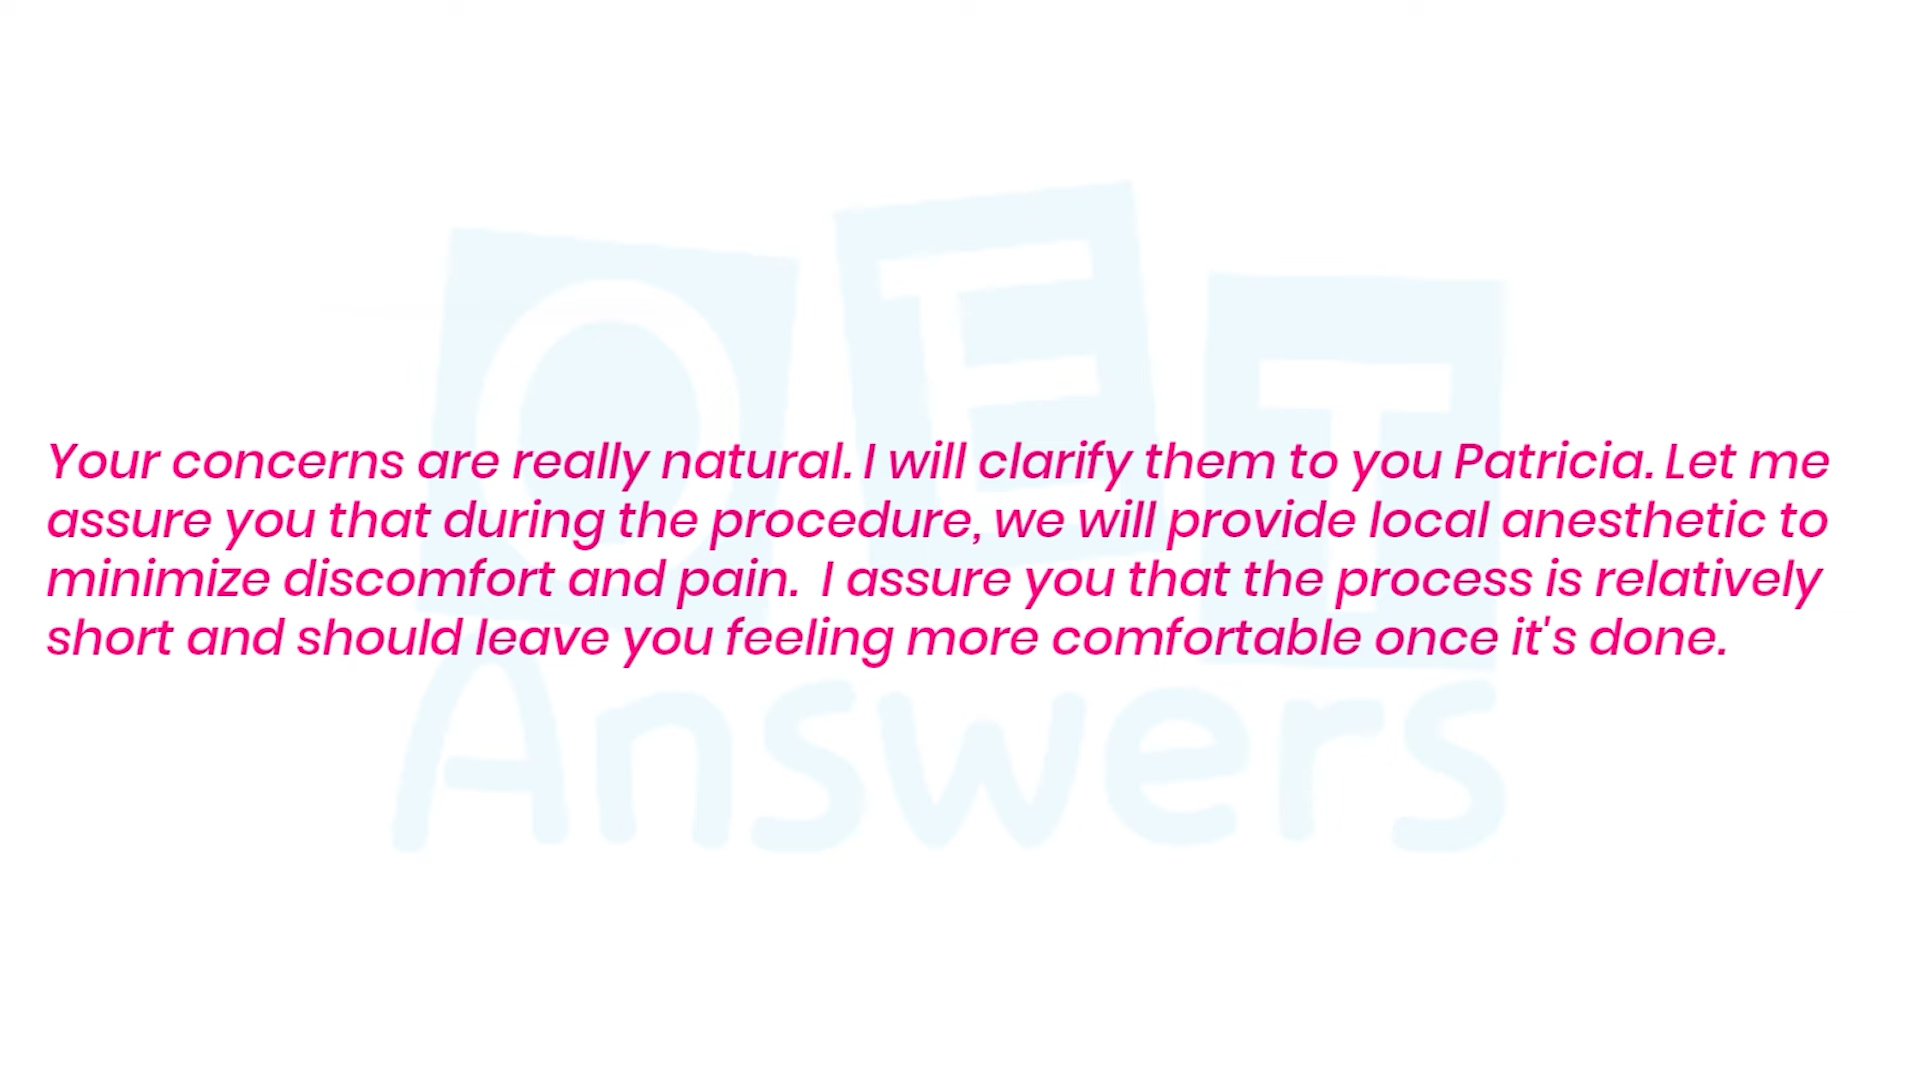 Your concerns are really natural. I will clarify them to you Patricia. Let me
assure you that during the procedure, we will provide local anesthetic to
minimize discomfort and pain.  I assure you that the process is relatively
short and should leave you feeling more comfortable once it's done.
OET
Answers